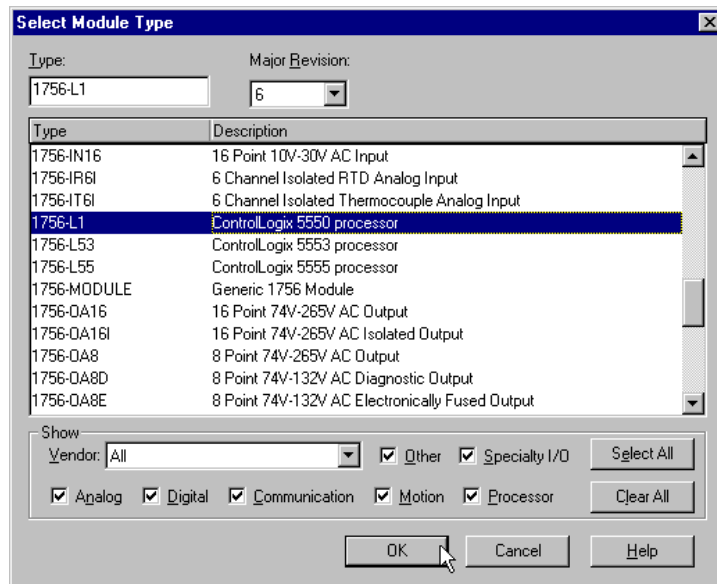 Select Module Type
Type: Major Revision:
1756-L1 6
Type Description
1756-IN16 16 Point 10V-30V AC Input
1756-IR6I 6 Channel Isolated RTD Analog Input
1756-IT6I 6 Channel Isolated Thermocouple Analog Input
1756-L1 ControlLogix 5550 processor
1756-L53 ControlLogix 5553 processor
1756-L55 ControlLogix 5555 processor
1756-MODULE Generic 1756 Module
1756-OA16 16 Point 74V-265V AC Output
1756-OA16I 16 Point 74V-265V AC Isolated Output
1756-OA8 8 Point 74V-265V AC Output
1756-OA8D 8 Point 74V-132V AC Diagnostic Output
1756-OA8E 8 Point 74V-132V AC Electronically Fused Output
Show
Vendor: All Other Specialty I/O Select All
Analog Digital Communication Motion Processor Clear All
OK Cancel Help